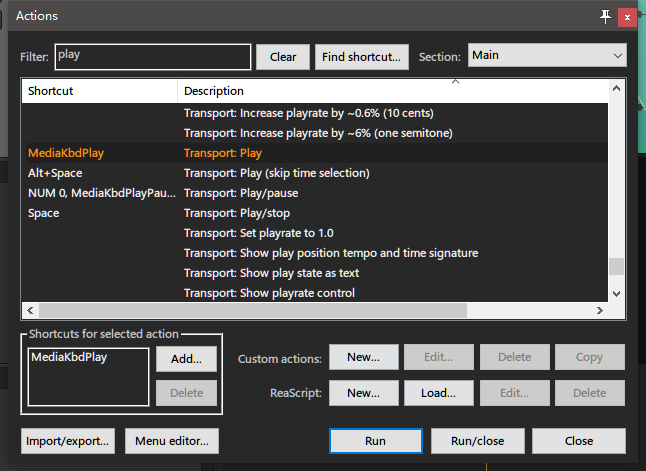 Actions
Filter: play Clear Find shortcut... Section: Main
Shortcut Description
Transport: Increase playrate by ~0.6% (10 cents)
Transport: Increase playrate by ~6% (one semitone)
MediaKbdPlay Transport: Play
Alt+Space Transport: Play (skip time selection)
NUM 0, MediaKbdPlayPau... Transport: Play/pause
Space Transport: Play/stop
Transport: Set playrate to 1.0
Transport: Show play position tempo and time signature
Transport: Show play state as text
Transport: Show playrate control
Shortcuts for selected action
MediaKbdPlay Add... Custom actions: New... Edit... Delete Copy
Delete ReaScript: New... Load... Edit... Delete
Import/export... Menu editor... Run Run/close Close